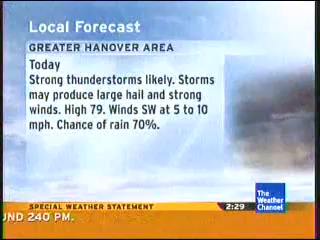 Local Forecast
GREATER HANOVER AREA
Today
Strong thunderstorms likely. Storms
may produce large hail and strong
winds. High 79. Winds SW at 5 to 10
mph. Chance of rain 70%.
SPECIAL WEATHER STATEMENT
2:29
The
Weather
Channel
240 PM.